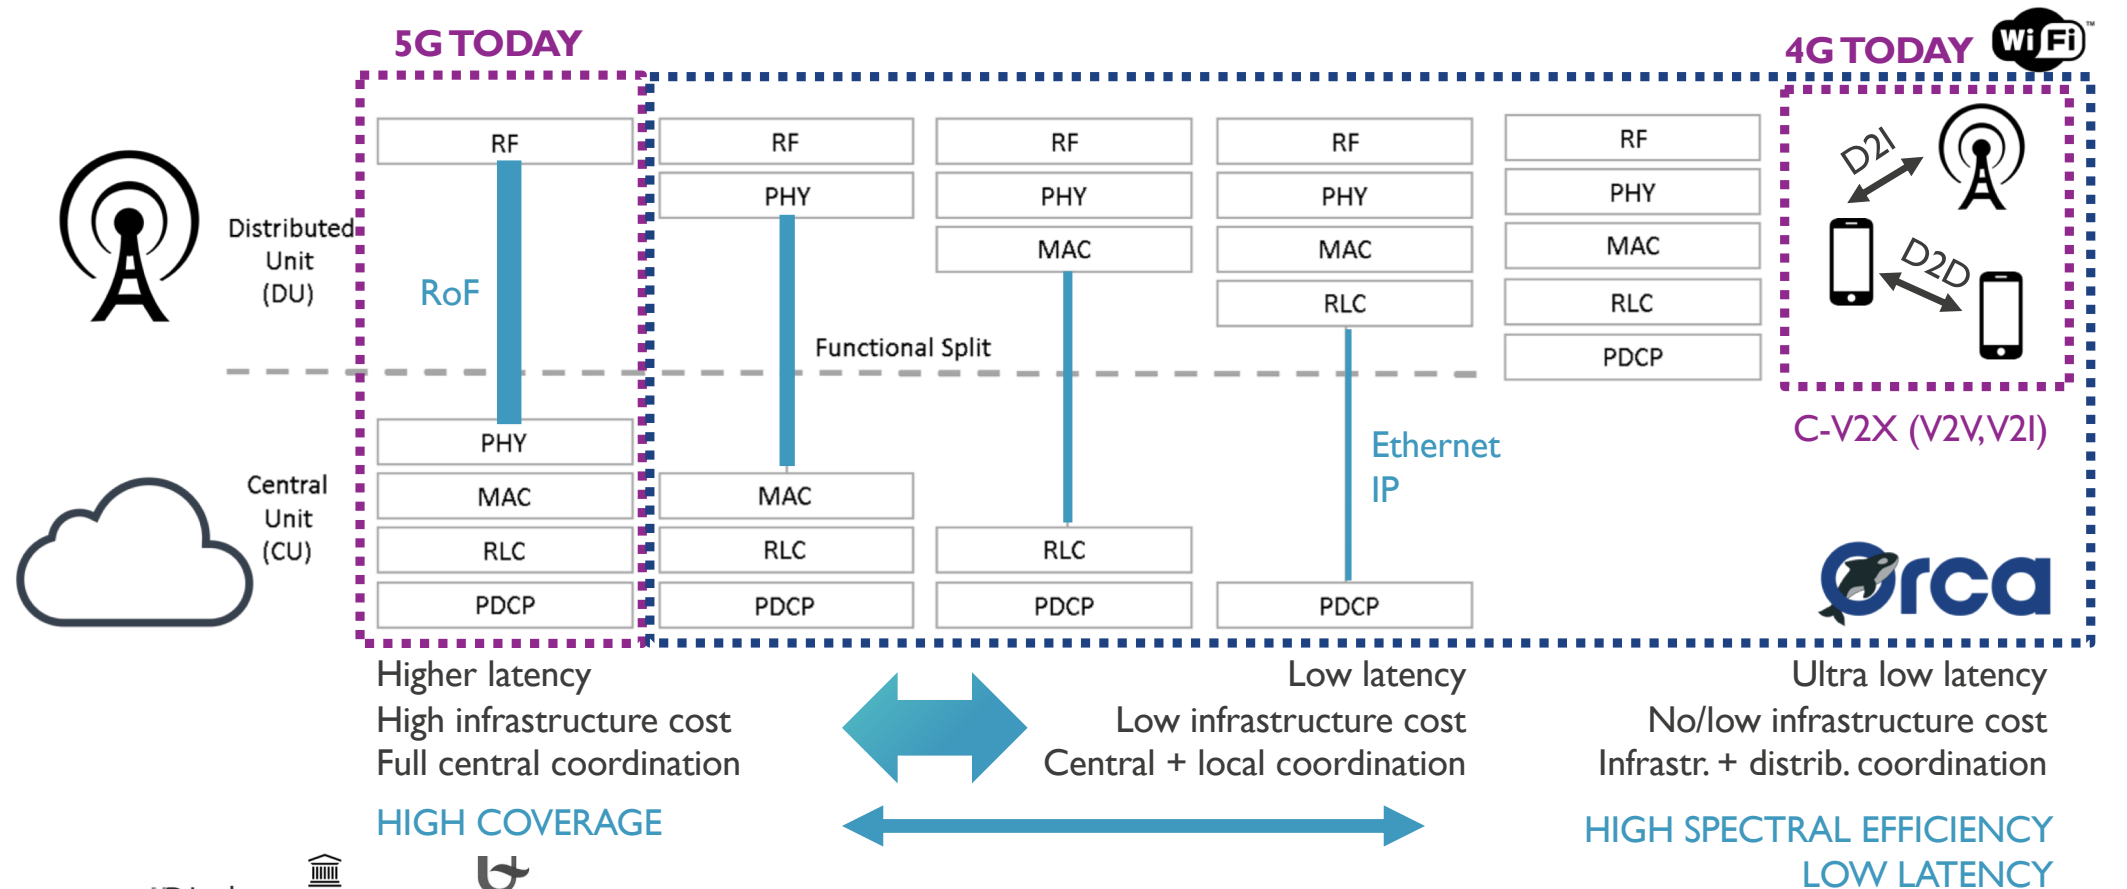 5G TODAY
4G TODAY
WiFi™
RF
RF
RF
RF
RF
PHY
PHY
PHY
PHY
MAC
MAC
MAC
RLC
RLC
PDCP
Distributed
Unit
(DU)
RoF
Functional Split
D2I
D2D
C-V2X (V2V, V2I)
Ethernet
IP
Central
Unit
(CU)
PHY
MAC
MAC
RLC
RLC
RLC
PDCP
PDCP
PDCP
PDCP
Orca
Higher latency
High infrastructure cost
Full central coordination
HIGH COVERAGE
Low latency
Low infrastructure cost
Central + local coordination
Ultra low latency
No/low infrastructure cost
Infrastr. + distrib. coordination
HIGH SPECTRAL EFFICIENCY
LOW LATENCY